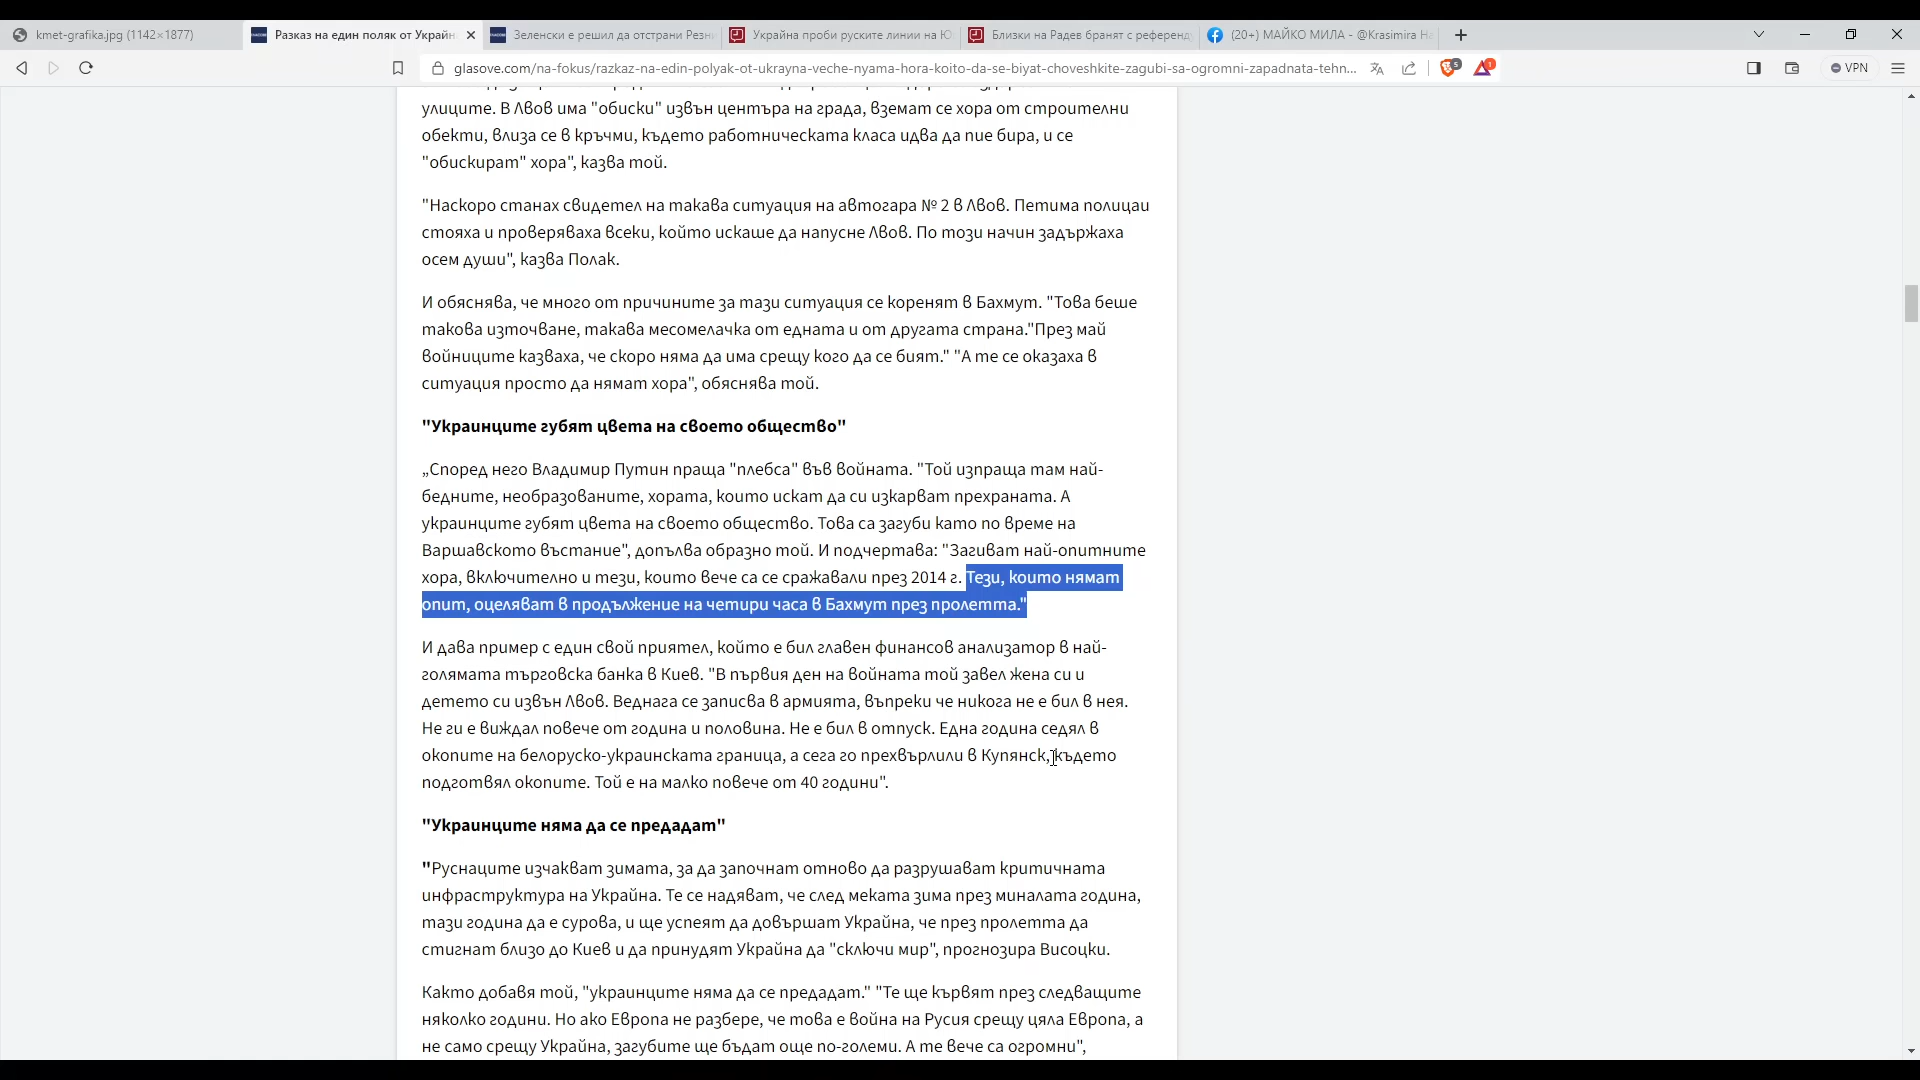 kmet-grafika.jpg (1142×1877)
Разказ на един поляк от Украйн
Зеленски е решил да отстрани Резни
Украйна проби руските линии на Ю
Близки на Радев бранят с референд
(20+) МАЙКО МИЛА - @Krasimira Ha
glasove.com/na-fokus/razkaz-na-edin-polyak-ot-ukrayna-veche-nyama-hora-koito-da-se-biyat-choveshkite-zagubi-sa-ogromni-zapadnata-tehn...
5
1
VPN
улиците. В Лвов има "обиски" извън центъра на града, вземат се хора от строителни
обекти, влиза се в кръчми, където работническата класа идва да пие бира, и се
"обискират" хора", казва той.
"Наскоро станах свидетел на такава ситуация на автогара № 2 в Лвов. Петима полицаи
стояха и проверяваха всеки, който искаше да напусне Лвов. По този начин задържаха
осем души", казва Полак.
И обяснява, че много от причините за тази ситуация се коренят в Бахмут. "Това беше
такова източване, такава месомелачка от едната и от другата страна."През май
войниците казваха, че скоро няма да има срещу кого да се бият." "А те се оказаха в
ситуация просто да нямат хора", обяснява той.
"Украинците губят цвета на своето общество"
„Според него Владимир Путин праща "плебса" във войната. "Той изпраща там най-
бедните, необразованите, хората, които искат да си изкарват прехраната. А
украинците губят цвета на своето общество. Това са загуби като по време на
Варшавското въстание", допълва образно той. И подчертава: "Загиват най-опитните
хора, включително и тези, които вече са се сражавали през 2014 г. Тези, които нямат
опит, оцеляват в продължение на четири часа в Бахмут през пролетта."
И дава пример с един свой приятел, който е бил главен финансов анализатор в най-
голямата търговска банка в Киев. "В първия ден на войната той завел жена си и
детето си извън Лвов. Веднага се записва в армията, въпреки че никога не е бил в нея.
Не ги е виждал повече от година и половина. Не е бил в отпуск. Една година седял в
окопите на белоруско-украинската граница, а сега го прехвърлили в Купянск, където
подготвял окопите. Той е на малко повече от 40 години".
"Украинците няма да се предадат"
"Руснаците изчакват зимата, за да започнат отново да разрушават критичната
инфраструктура на Украйна. Те се надяват, че след меката зима през миналата година,
тази година да е сурова, и ще успеят да довършат Украйна, че през пролетта да
стигнат близо до Киев и да принудят Украйна да "сключи мир", прогнозира Висоцки.
Както добавя той, "украинците няма да се предадат." "Те ще кървят през следващите
няколко години. Но ако Европа не разбере, че това е война на Русия срещу цяла Европа, а
не само срещу Украйна, загубите ще бъдат още по-големи. А те вече са огромни",